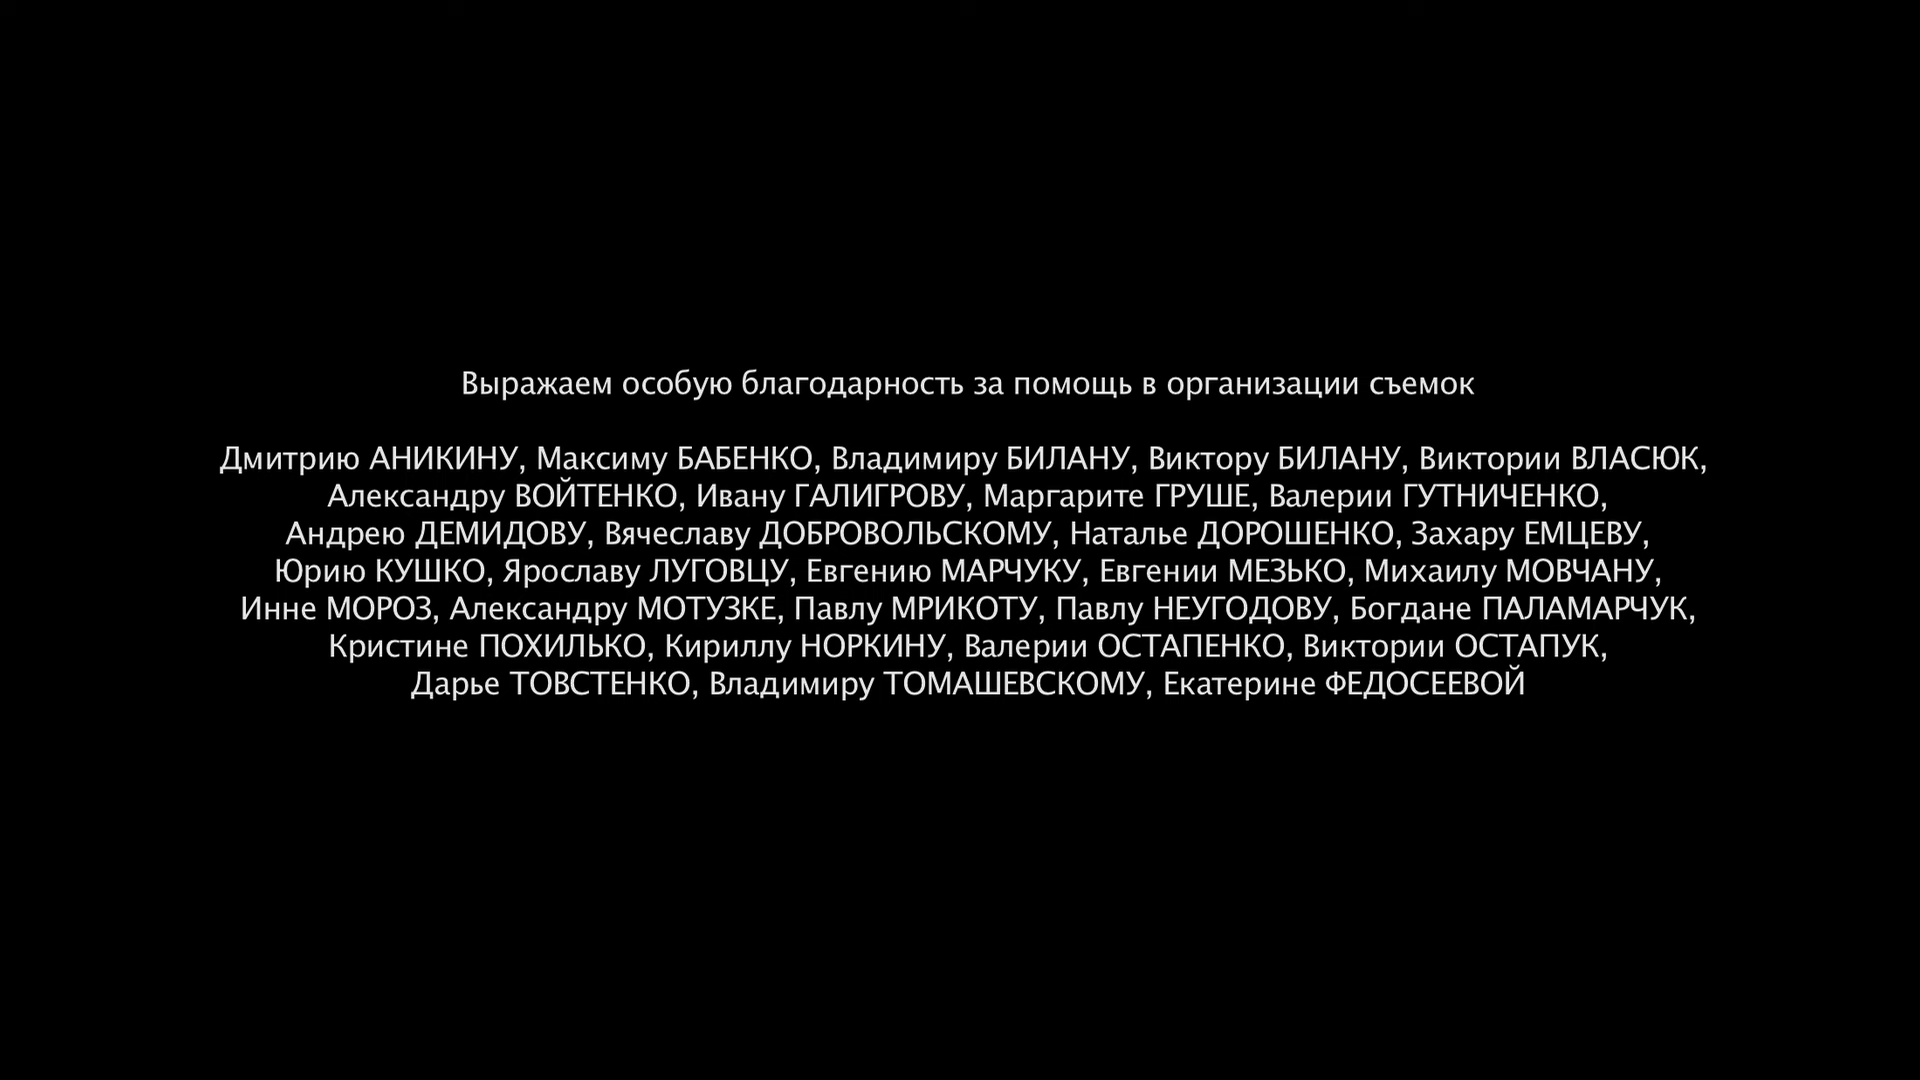 Выражаем особую благодарность за помощь в организации съемок
Дмитрию АНИКИНУ, Максиму БАБЕНКО, Владимиру БИЛАНУ, Виктору БИЛАНУ, Виктории ВЛАСЮК,
Александру ВОЙТЕНКО, Ивану ГАЛИГРОВУ, Маргарите ГРУШЕ, Валерии ГУТНИЧЕНКО,
Андрею ДЕМИДОВУ, Вячеславу ДОБРОВОЛЬСКОМУ, Наталье ДОРОШЕНКО, Захару ЕМЦЕВУ,
Юрию КУШКО, Ярославу ЛУГОВЦУ, Евгению МАРЧУКУ, Евгении МЕЗЬКО, Михаилу МОВЧАНУ,
Инне МОРОЗ, Александру МОТУЗКЕ, Павлу МРИКОТУ, Павлу НЕУГОДОВУ, Богдане ПАЛАМАРЧУК,
Кристине ПОХИЛЬКО, Кириллу НОРКИНУ, Валерии ОСТАПЕНКО, Виктории ОСТАПУК,
Дарье ТОВСТЕНКО, Владимиру ТОМАШЕВСКОМУ, Екатерине ФЕДОСЕЕВОЙ